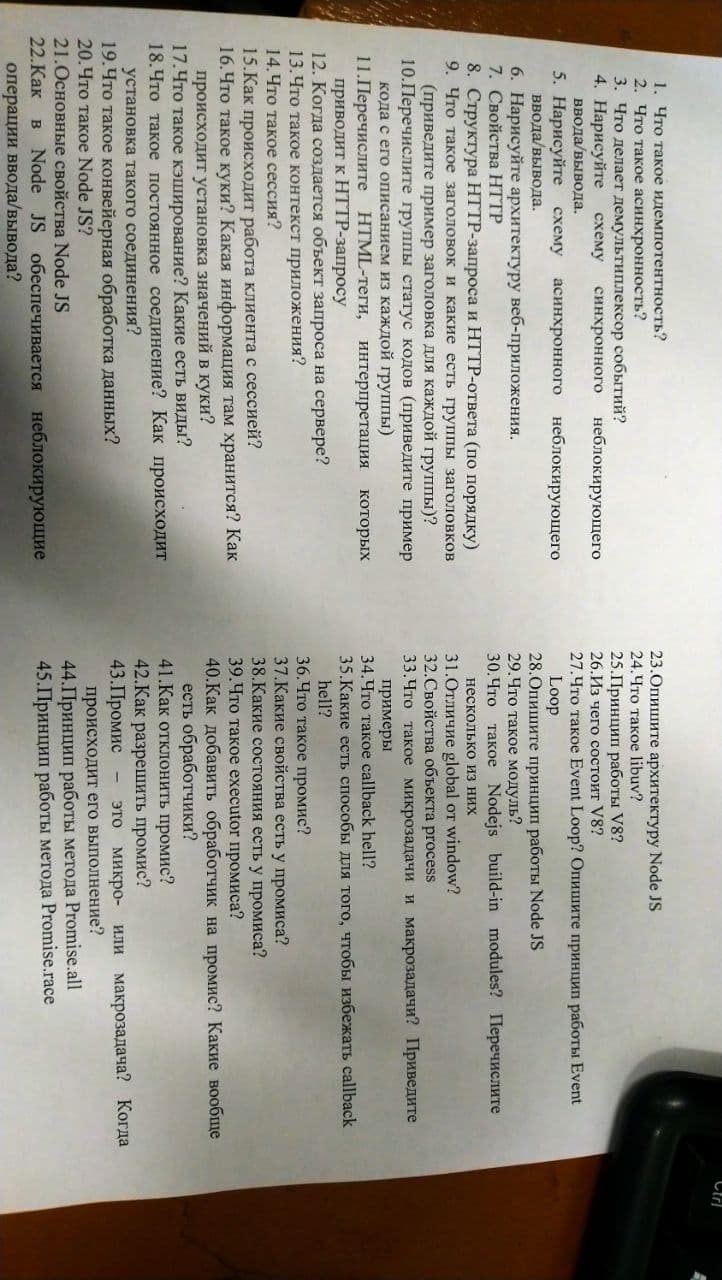 1. Что такое идемпотентность?
2. Что такое асинхронность?
3. Что делает демультиплексор событий?
4. Нарисуйте схему синхронного неблокирующего
ввода/вывода.
5. Нарисуйте схему асинхронного неблокирующего
ввода/вывода.
6. Нарисуйте архитектуру веб-приложения.
7. Свойства HTTP
8. Структура HTTP-запроса и HTTP-ответа (по порядку)
9. Что такое заголовок и какие есть группы заголовков
(приведите пример заголовка для каждой группы)?
10.Перечислите группы статус кодов (приведите пример
кода с его описанием из каждой группы)
11.Перечислите HTML-теги, интерпретация которых
приводит к HTTP-запросу
12. Когда создается объект запроса на сервере?
13.Что такое контекст приложения?
14.Что такое сессия?
15.Как происходит работа клиента с сессией?
16.Что такое куки? Какая информация там хранится? Как
происходит установка значений в куки?
17.Что такое кэширование? Какие есть виды?
18.Что такое постоянное соединение? Как происходит
установка такого соединения?
19.Что такое конвейерная обработка данных?
20.Что такое Node JS?
21.Основные свойства Node JS
22.Как в Node JS обеспечивается неблокирующие
операции ввода/вывода?
23.Опишите архитектуру Node JS
24.Что такое libuv?
25.Принцип работы V8?
26.Из чего состоит V8?
27.Что такое Event Loop? Опишите принцип работы Event
Loop
28.Опишите принцип работы Node JS
29.Что такое модуль?
30.Что такое Nodejs build-in modules? Перечислите
несколько из них
31.Отличие global от window?
32.Свойства объекта process
33.Что такое микрозадачи и макрозадачи? Приведите
примеры
34.Что такое callback hell?
35.Какие есть способы для того, чтобы избежать callback
hell?
36.Что такое промис?
37.Какие свойства есть у промиса?
38.Какие состояния есть у промиса?
39.Что такое executor промиса?
40.Как добавить обработчик на промис? Какие вообще
есть обработчики?
41.Как отклонить промис?
42.Как разрешить промис?
43.Промис – это микро- или макрозадача? Когда
происходит его выполнение?
44.Принцип работы метода Promise.all
45.Принцип работы метода Promise.race
Ctrl